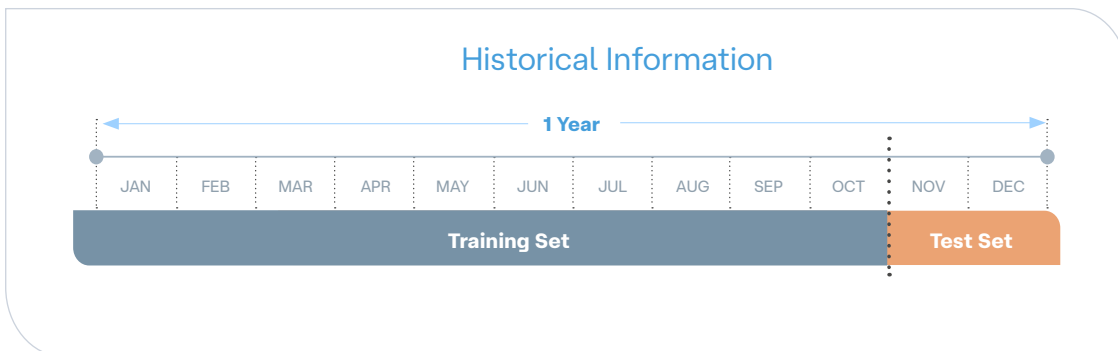 Historical Information
1 Year
JAN FEB MAR APR MAY JUN JUL AUG SEP OCT NOV DEC
Training Set Test Set